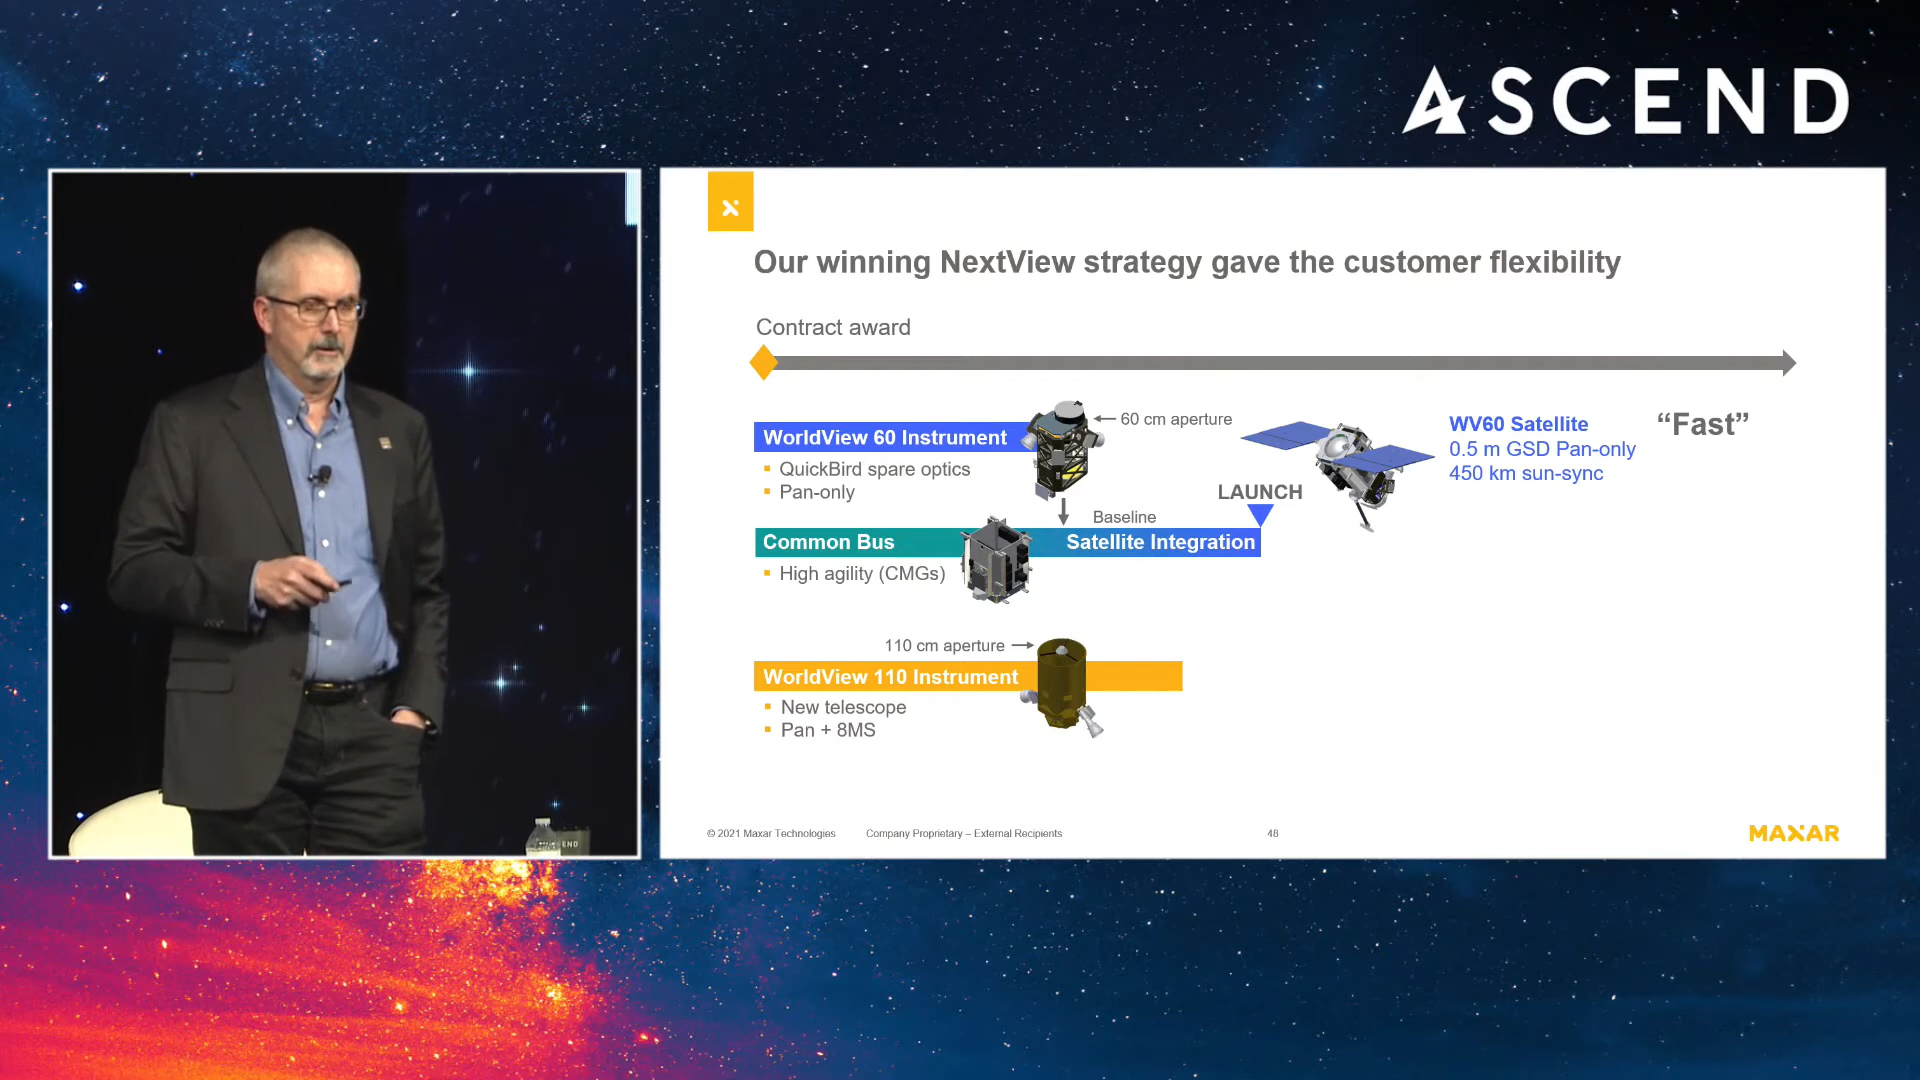 ASCEND
Our winning NextView strategy gave the customer flexibility
Contract award
WorldView 60 Instrument
60 cm aperture
▪ QuickBird spare optics
▪ Pan-only
WV60 Satellite
0.5 m GSD Pan-only
450 km sun-sync
“Fast”
LAUNCH
Baseline
Common Bus
Satellite Integration
▪ High agility (CMGs)
110 cm aperture
WorldView 110 Instrument
▪ New telescope
▪ Pan + 8MS
© 2021 Maxar Technologies
Company Proprietary – External Recipients
48
MAXAR